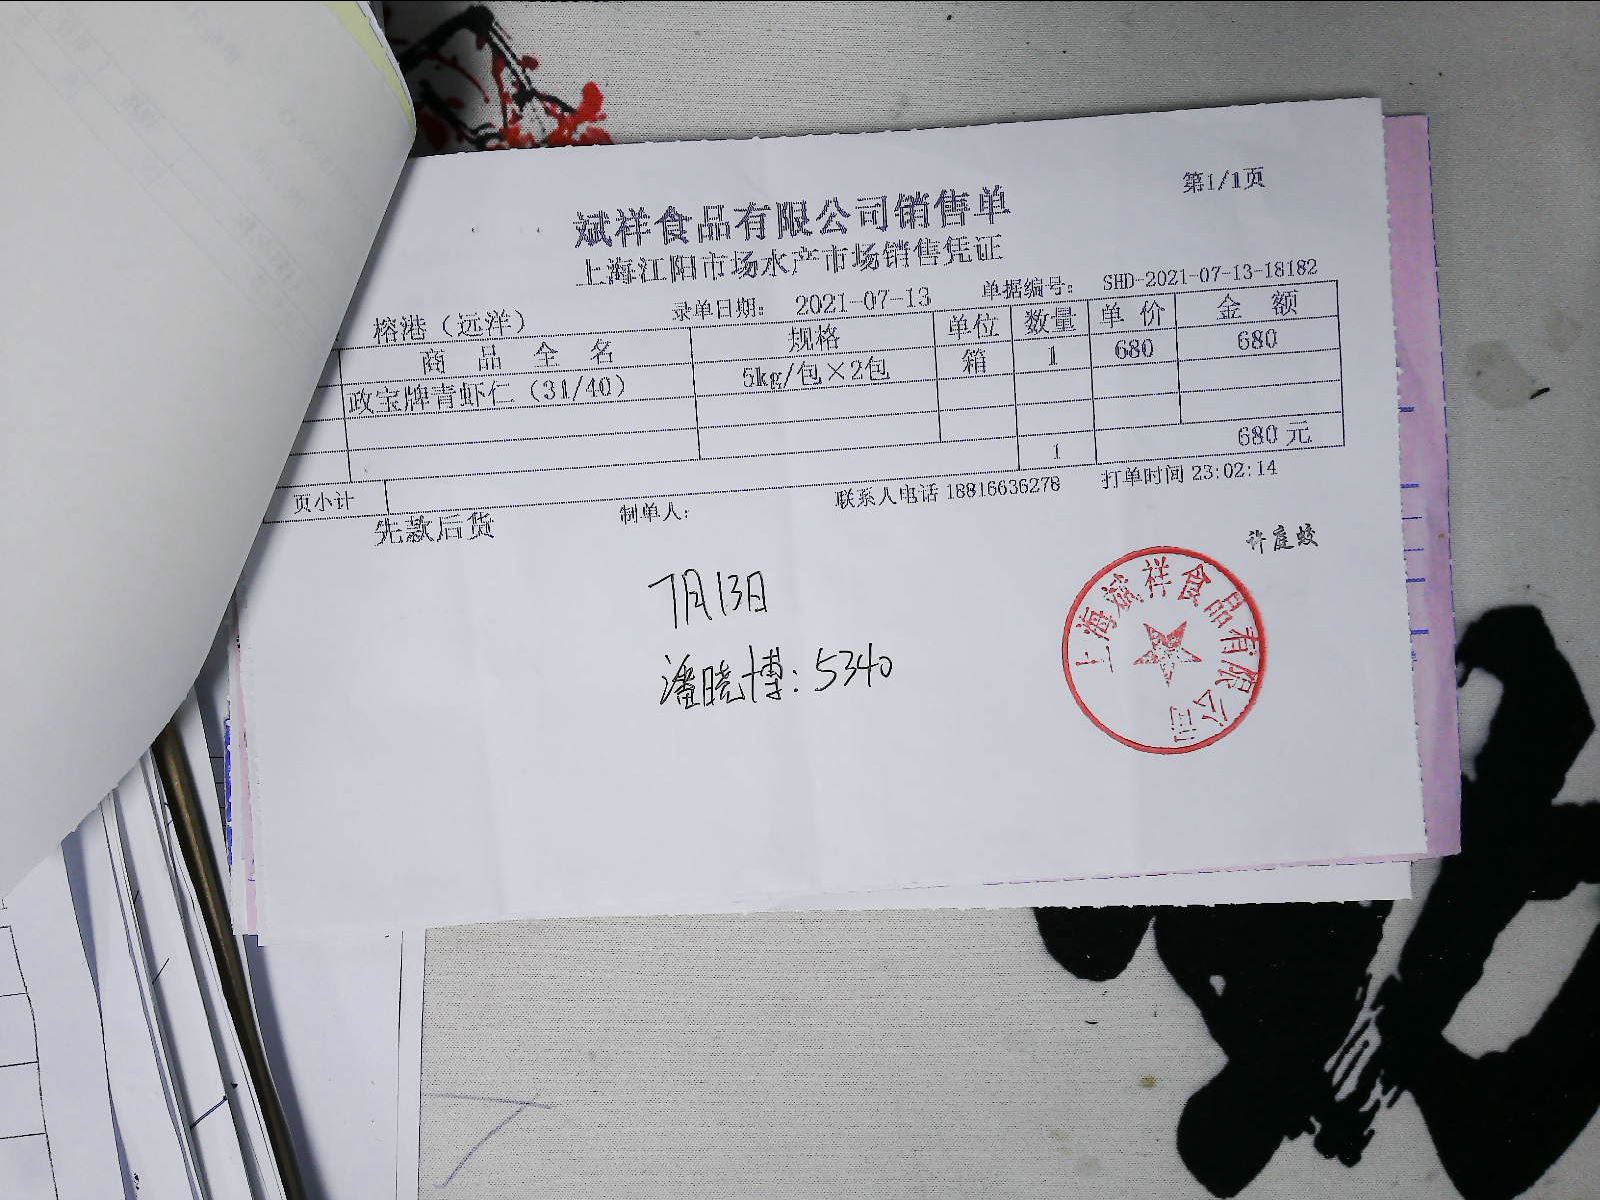 第1/1页
斌祥食品有限公司销售单
上海江阳市场水产市场销售凭证
榕港（远洋） 录单日期： 2021-07-13 单据编号： SHD-2021-07-13-18182
商 品 全 名 规格 单位 数量 单 价 金 额
政宝牌青虾仁（31/40） 5kg/包×2包 箱 1 680 680
页小计 1 680 元
先款后货 制单人: 联系人电话 18816636278 打单时间 23:02:14
许庭蛟
7月13日
潘晓博: 5340
上海斌祥食品有限公司